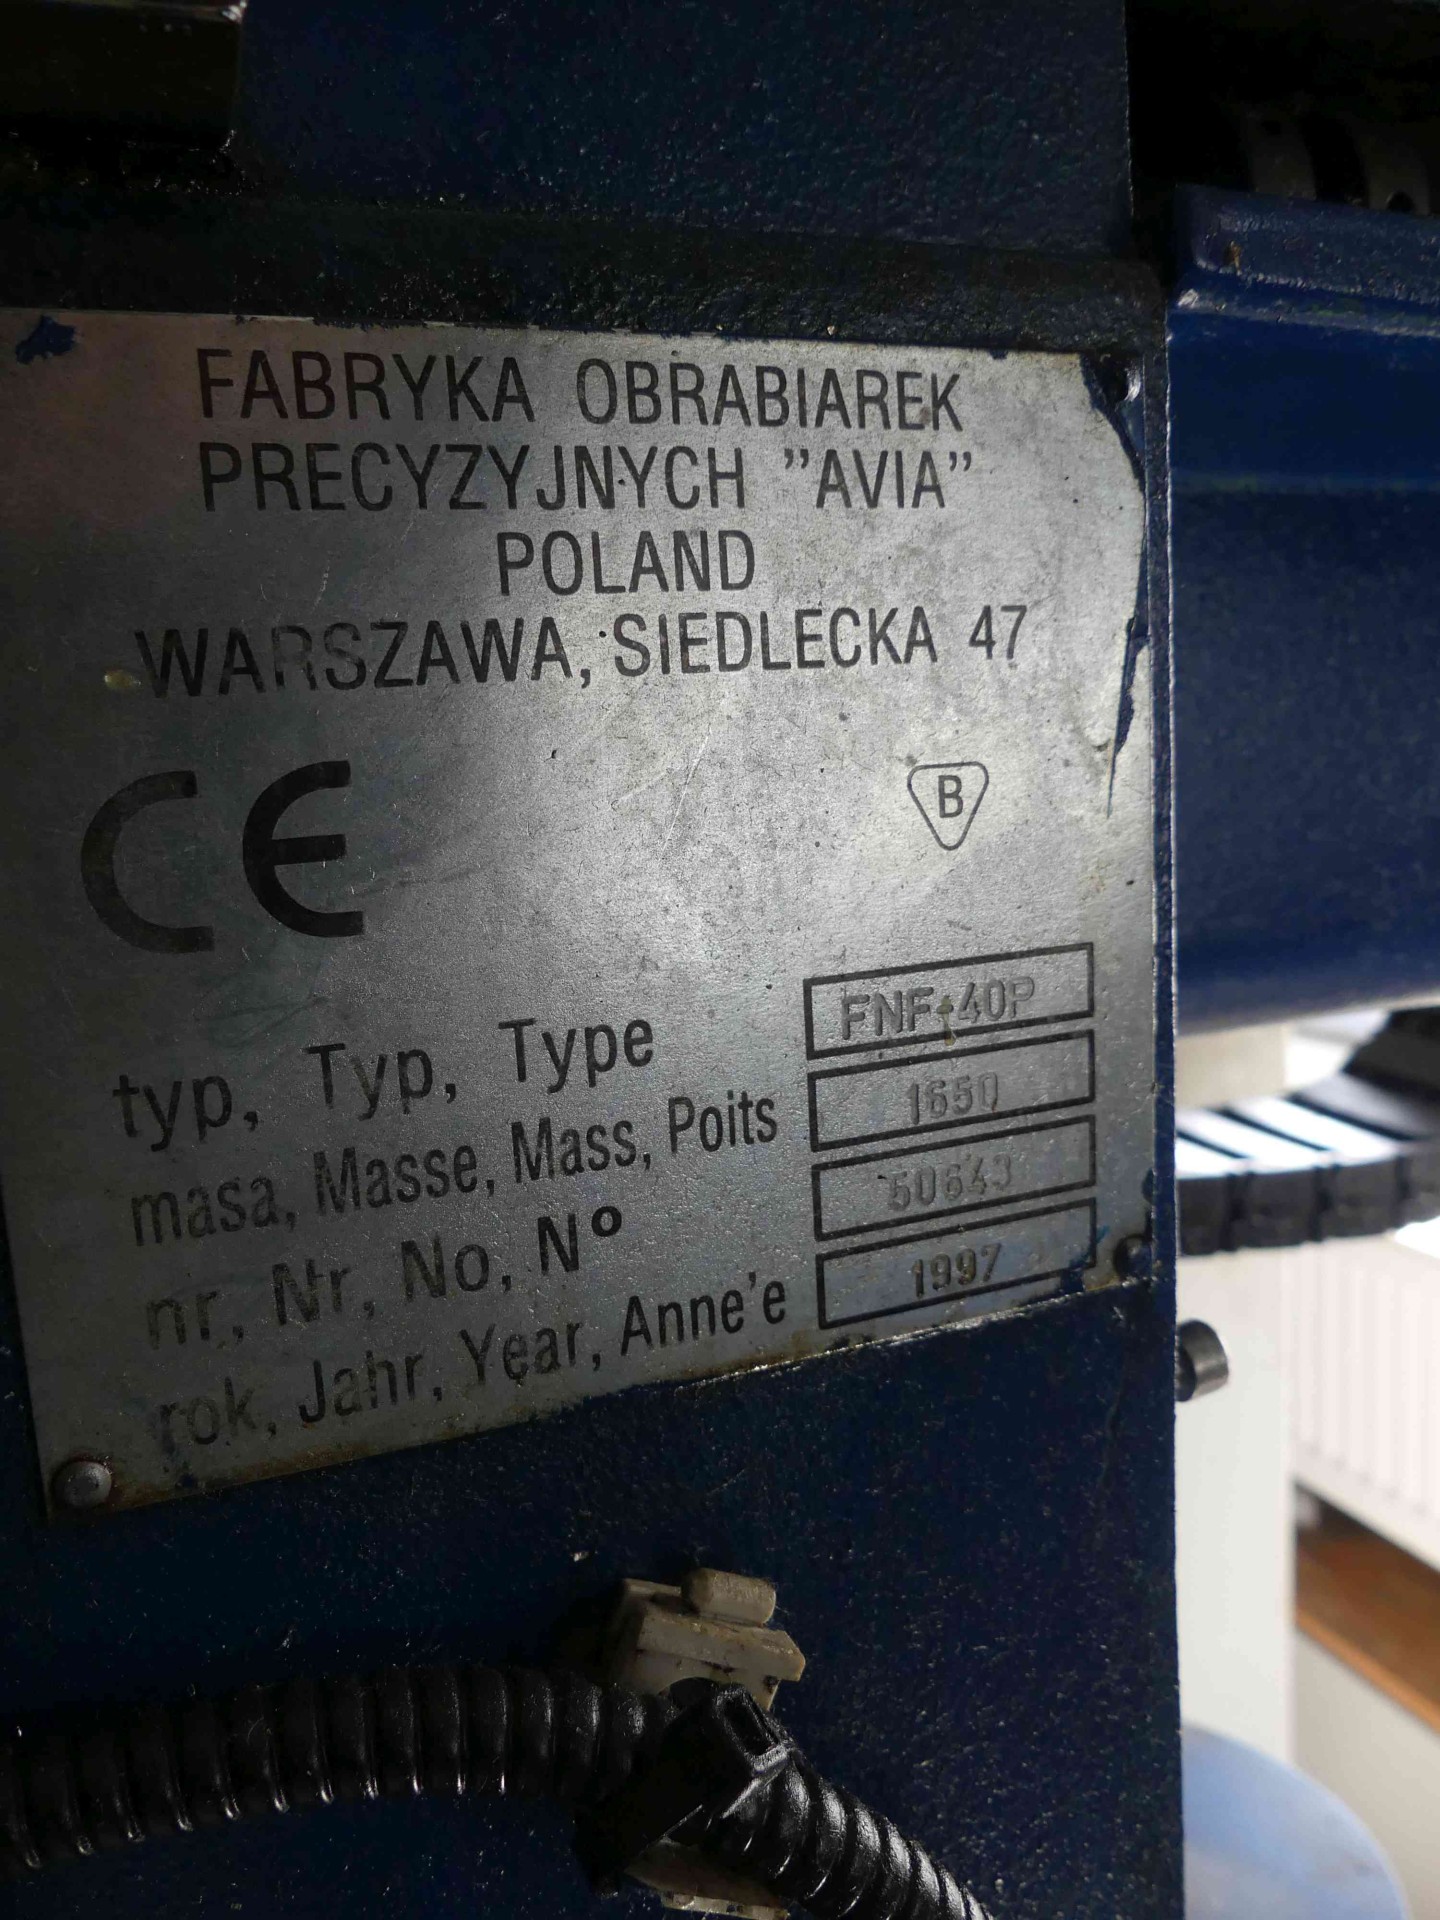 FABRYKA OBRABIAREK
PRECYZYJNYCH "AVIA"
POLAND
WARSZAWA, SIEDLECKA 47
CE
B
typ, Typ, Type FNF-40P
masa, Masse, Mass, Poits 1650
nr, Nr, No, Nº 50643
rok, Jahr, Year, Anne'e 1997